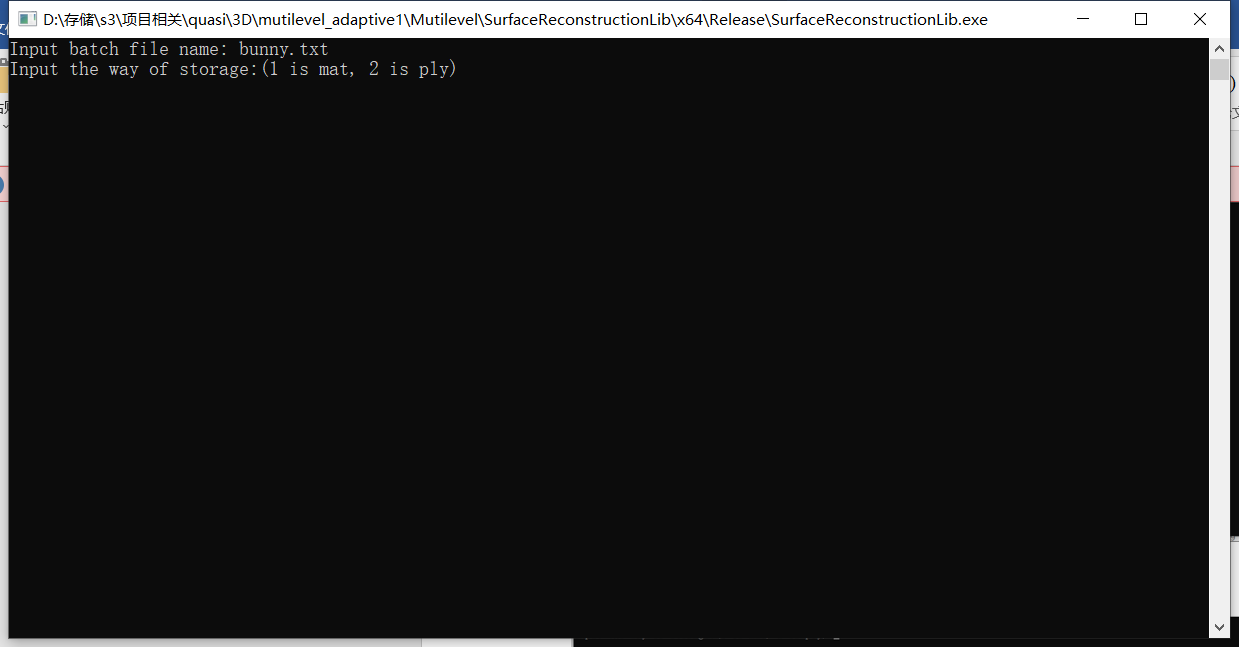 D:\存储\s3\项目相关\quasi\3D\mutilevel_adaptive1\Mutilevel\SurfaceReconstructionLib\x64\Release\SurfaceReconstructionLib.exe
Input batch file name: bunny.txt
Input the way of storage:(1 is mat, 2 is ply)